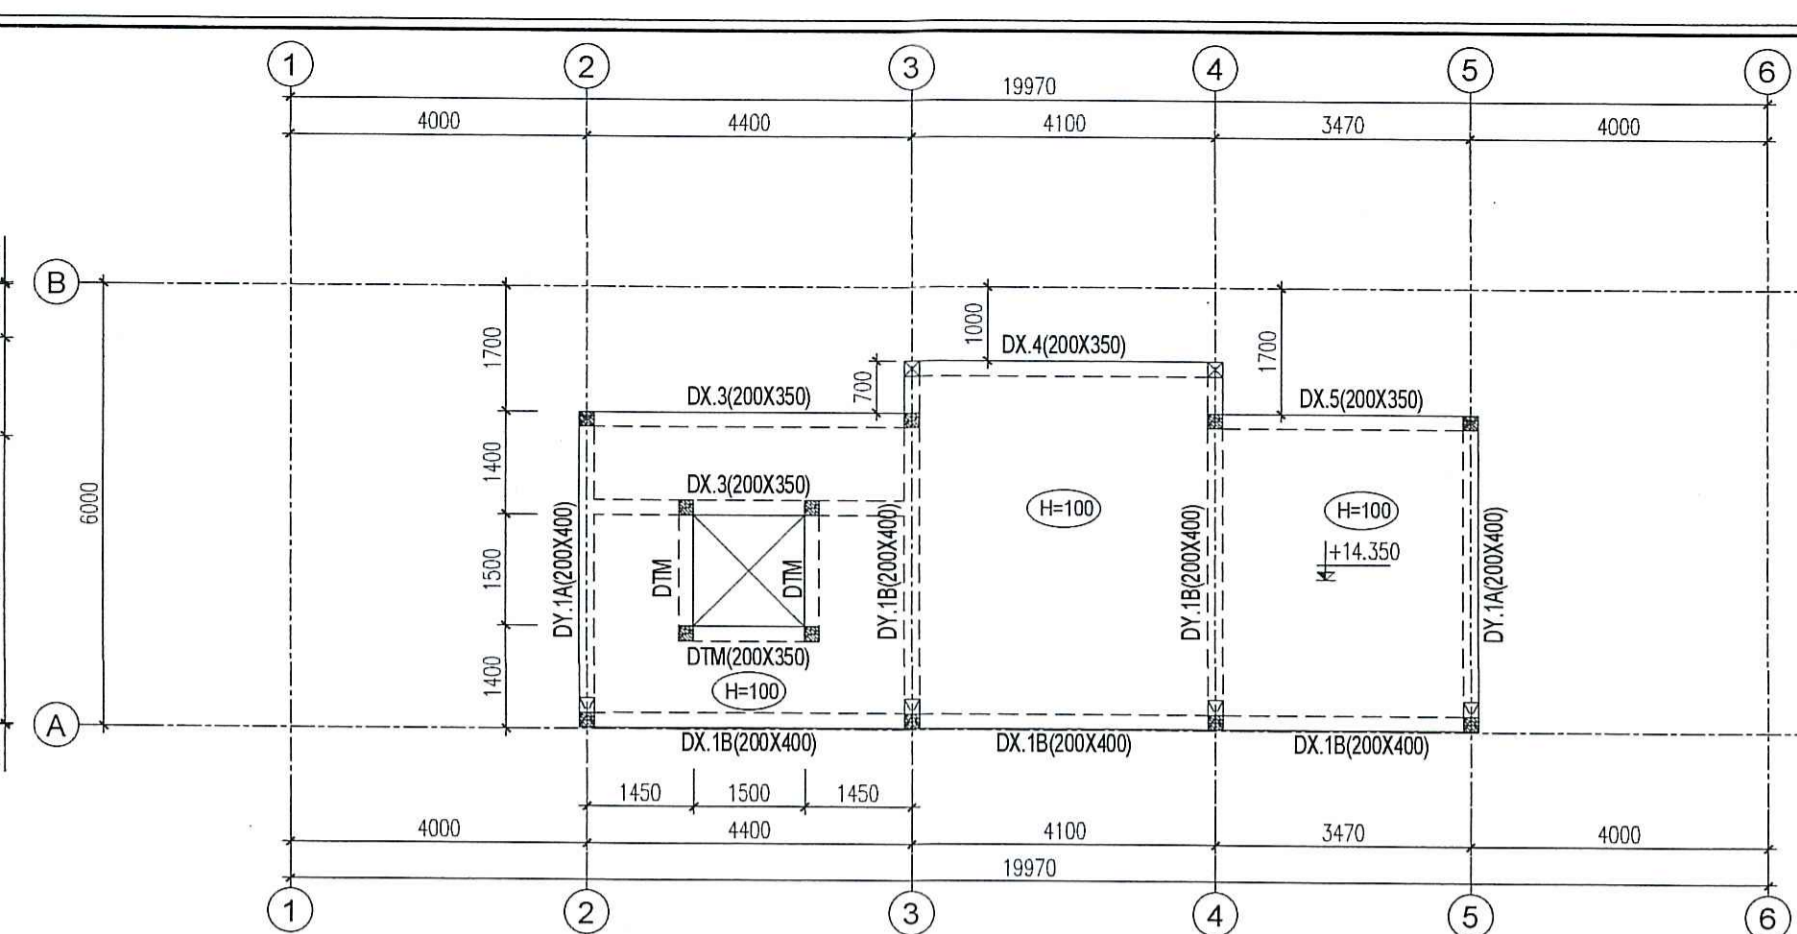 1 2 3 4 5 6
19970
4000 4400 4100 3470 4000
B
1700
1000
DX.4(200X350)
1700
700
DX.3(200X350)
DX.5(200X350)
1400
6000
DX.3(200X350)
H=100
H=100
+14.350
DY.1A(200X400)
1500
DTM
DTM
DY.1B(200X400)
DY.1B(200X400)
DY.1A(200X400)
DTM(200X350)
1400
H=100
A
DX.1B(200X400) DX.1B(200X400) DX.1B(200X400)
1450 1500 1450
4000 4400 4100 3470 4000
19970
1 2 3 4 5 6